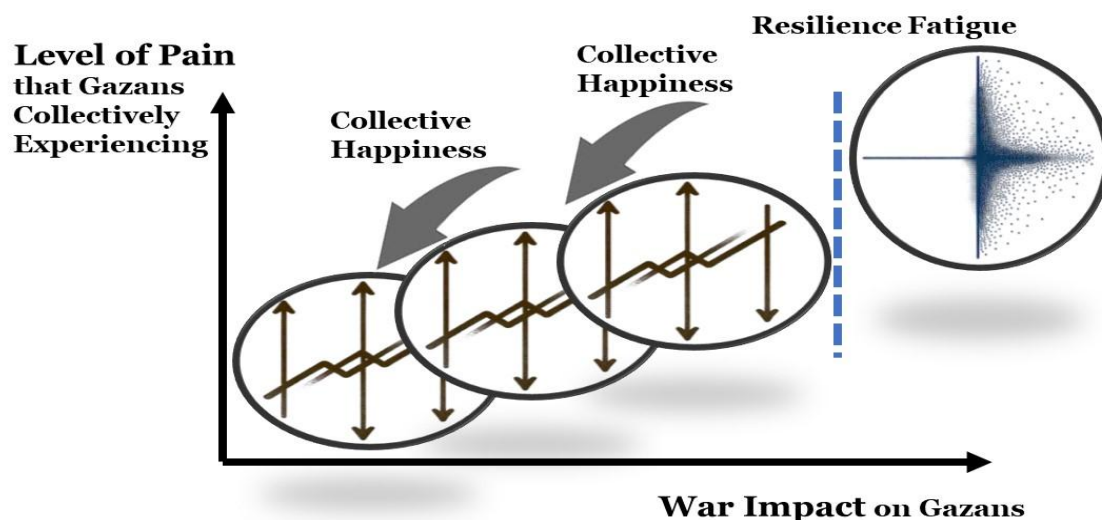 Resilience Fatigue
Level of Pain
that Gazans
Collectively
Experiencing
Collective
Happiness
Collective
Happiness
War Impact on Gazans